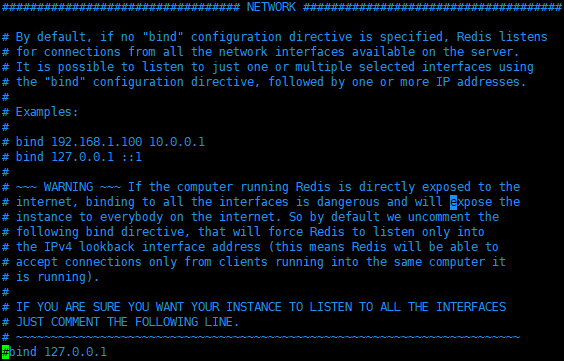 ################################## NETWORK #####################################
# By default, if no "bind" configuration directive is specified, Redis listens
# for connections from all the network interfaces available on the server.
# It is possible to listen to just one or multiple selected interfaces using
# the "bind" configuration directive, followed by one or more IP addresses.
#
# Examples:
#
# bind 192.168.1.100 10.0.0.1
# bind 127.0.0.1 ::1
#
# ~~~ WARNING ~~~ If the computer running Redis is directly exposed to the
# internet, binding to all the interfaces is dangerous and will expose the
# instance to everybody on the internet. So by default we uncomment the
# following bind directive, that will force Redis to listen only into
# the IPv4 lookback interface address (this means Redis will be able to
# accept connections only from clients running into the same computer it
# is running).
#
# IF YOU ARE SURE YOU WANT YOUR INSTANCE TO LISTEN TO ALL THE INTERFACES
# JUST COMMENT THE FOLLOWING LINE.
# ~~~~~~~~~~~~~~~~~~~~~~~~~~~~~~~~~~~~~~~~~~~~~~~~~~~~~~~~~~~~~~~~~~~~~~~~
#bind 127.0.0.1